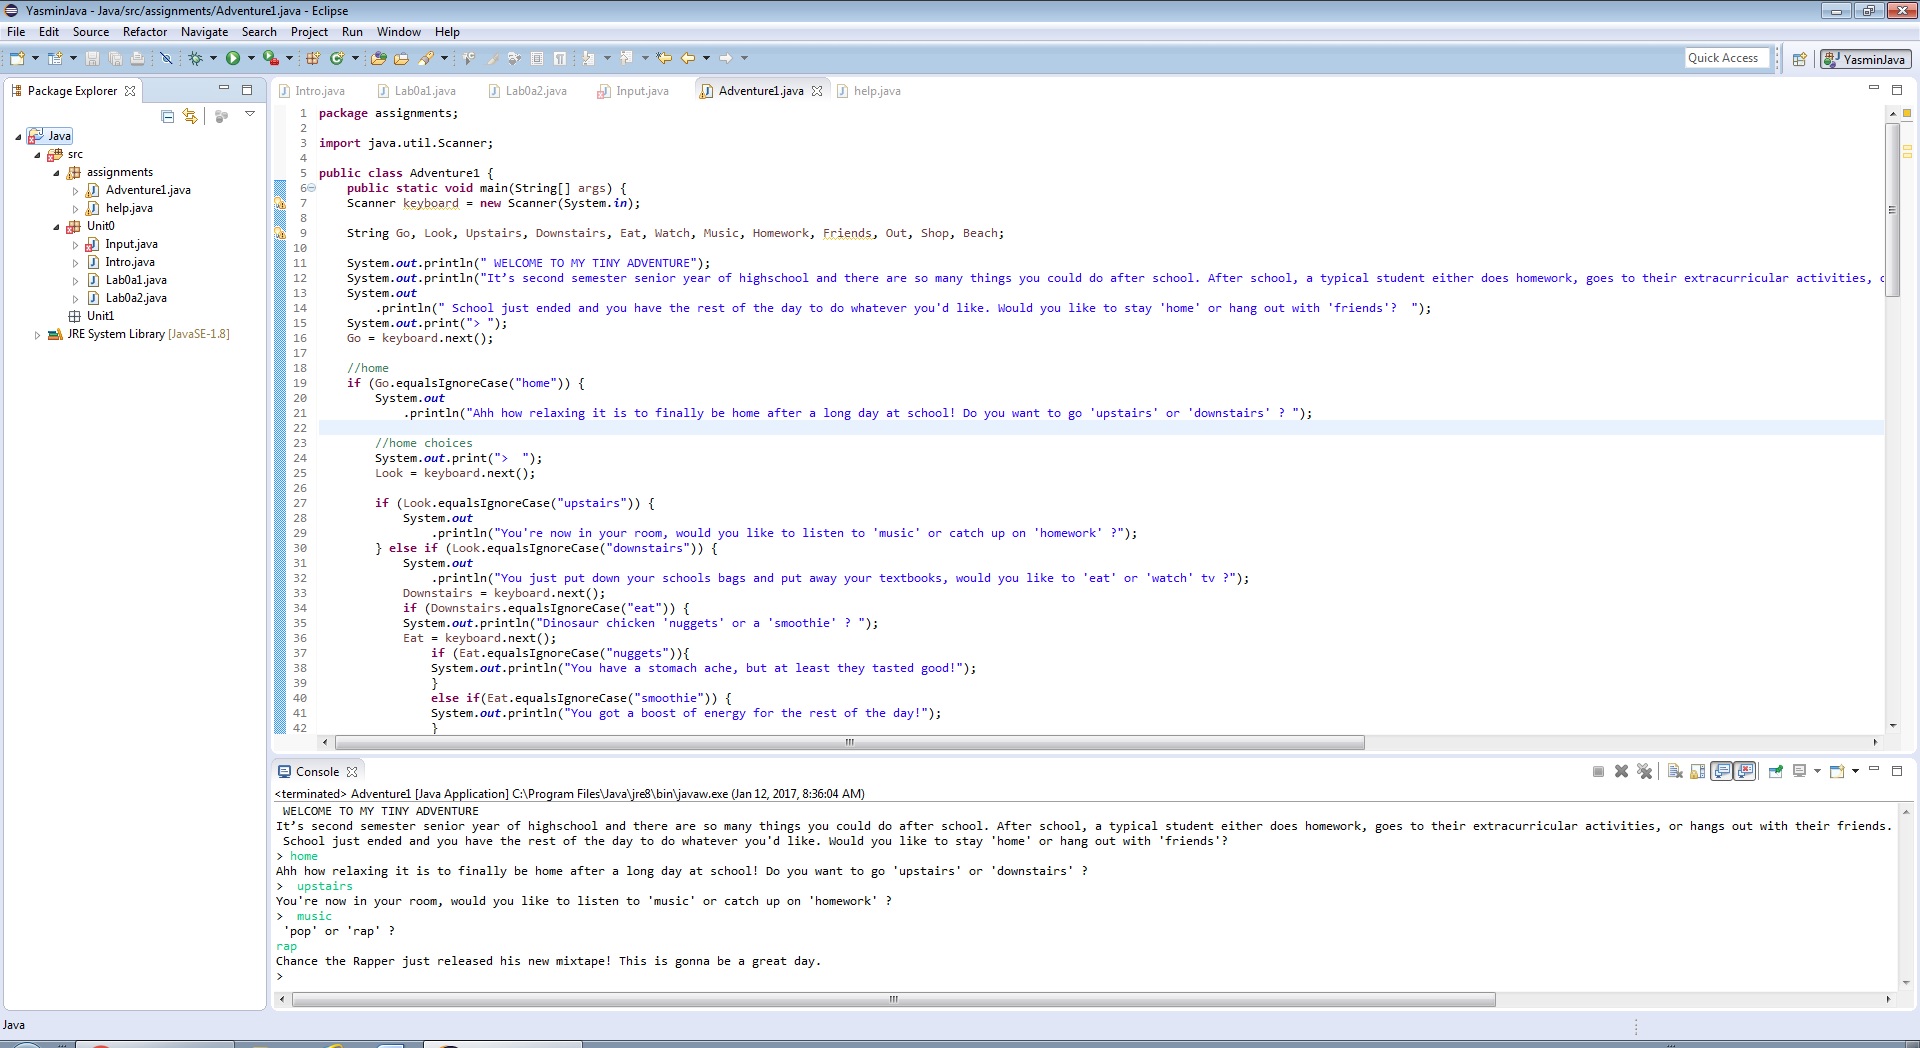 YasminJava - Java/src/assignments/Adventure1.java - Eclipse
File Edit Source Refactor Navigate Search Project Run Window Help
Quick Access
YasminJava
Package Explorer
Java
src
assignments
Adventure1.java
help.java
Unit0
Input.java
Intro.java
Lab0a1.java
Lab0a2.java
Unit1
JRE System Library [JavaSE-1.8]
Intro.java Lab0a1.java Lab0a2.java Input.java Adventure1.java help.java
1 package assignments;
2
3 import java.util.Scanner;
4
5 public class Adventure1 {
6 public static void main(String[] args) {
7 Scanner keyboard = new Scanner(System.in);
8
9 String Go, Look, Upstairs, Downstairs, Eat, Watch, Music, Homework, Friends, Out, Shop, Beach;
10
11 System.out.println(" WELCOME TO MY TINY ADVENTURE");
12 System.out.println("It’s second semester senior year of highschool and there are so many things you could do after school. After school, a typical student either does homework, goes to their extracurricular activities, o
13 System.out
14 .println(" School just ended and you have the rest of the day to do whatever you'd like. Would you like to stay 'home' or hang out with 'friends'?  ");
15 System.out.print("> ");
16 Go = keyboard.next();
17
18 //home
19 if (Go.equalsIgnoreCase("home")) {
20 System.out
21 .println("Ahh how relaxing it is to finally be home after a long day at school! Do you want to go 'upstairs' or 'downstairs' ? ");
22
23 //home choices
24 System.out.print(">  ");
25 Look = keyboard.next();
26
27 if (Look.equalsIgnoreCase("upstairs")) {
28 System.out
29 .println("You're now in your room, would you like to listen to 'music' or catch up on 'homework' ?");
30 } else if (Look.equalsIgnoreCase("downstairs")) {
31 System.out
32 .println("You just put down your schools bags and put away your textbooks, would you like to 'eat' or 'watch' tv ?");
33 Downstairs = keyboard.next();
34 if (Downstairs.equalsIgnoreCase("eat")) {
35 System.out.println("Dinosaur chicken 'nuggets' or a 'smoothie' ? ");
36 Eat = keyboard.next();
37 if (Eat.equalsIgnoreCase("nuggets")){
38 System.out.println("You have a stomach ache, but at least they tasted good!");
39 }
40 else if(Eat.equalsIgnoreCase("smoothie")) {
41 System.out.println("You got a boost of energy for the rest of the day!");
42 }
Console
<terminated> Adventure1 [Java Application] C:\Program Files\Java\jre8\bin\javaw.exe (Jan 12, 2017, 8:36:04 AM)
WELCOME TO MY TINY ADVENTURE
It’s second semester senior year of highschool and there are so many things you could do after school. After school, a typical student either does homework, goes to their extracurricular activities, or hangs out with their friends.
School just ended and you have the rest of the day to do whatever you'd like. Would you like to stay 'home' or hang out with 'friends'?
> home
Ahh how relaxing it is to finally be home after a long day at school! Do you want to go 'upstairs' or 'downstairs' ?
>  upstairs
You're now in your room, would you like to listen to 'music' or catch up on 'homework' ?
>  music
'pop' or 'rap' ?
rap
Chance the Rapper just released his new mixtape! This is gonna be a great day.
>
Java